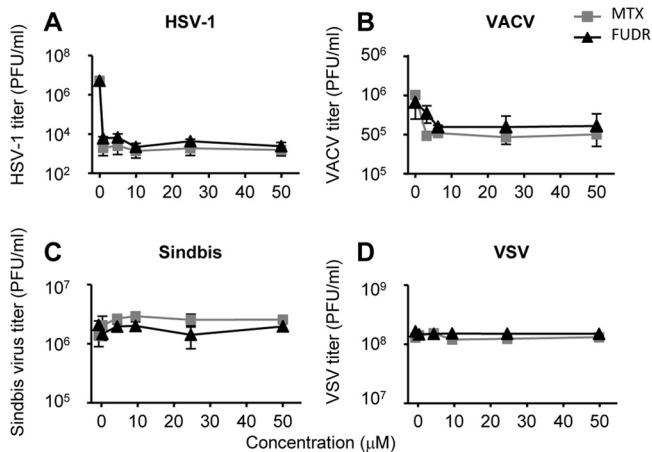 A HSV-1
HSV-1 titer (PFU/ml)
10⁸
10⁶
10⁴
10²
0 10 20 30 40 50
B VACV
MTX
FUDR
VACV titer (PFU/ml)
50⁶
10⁶
50⁵
10⁵
0 10 20 30 40 50
C Sindbis
Sindbis virus titer (PFU/ml)
10⁷
10⁶
10⁵
0 10 20 30 40 50
D VSV
VSV titer (PFU/ml)
10⁹
10⁸
10⁷
0 10 20 30 40 50
Concentration (μM)